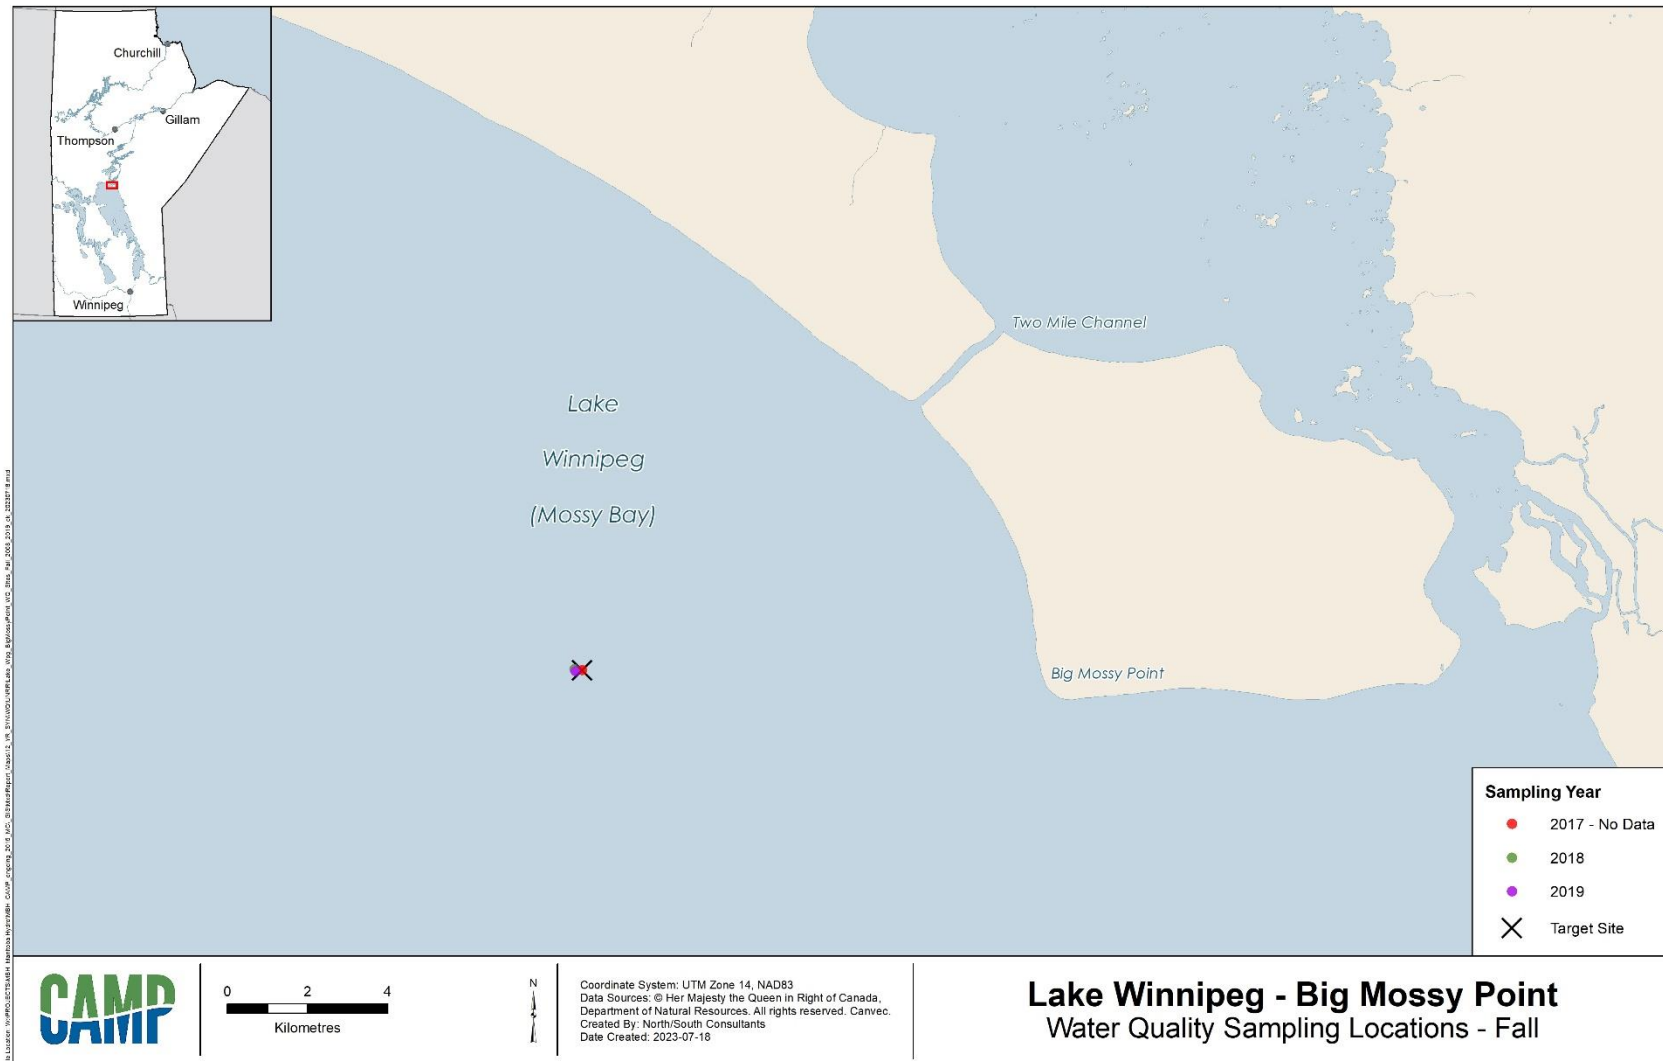 Churchill
Gillam
Thompson
Winnipeg
Two Mile Channel
Lake
Winnipeg
(Mossy Bay)
Big Mossy Point
Sampling Year
2017 - No Data
2018
2019
Target Site
CAMP
0 2 4
Kilometres
N
Coordinate System: UTM Zone 14, NAD83
Data Sources: © Her Majesty the Queen in Right of Canada,
Department of Natural Resources. All rights reserved. Canvec.
Created By: North/South Consultants
Date Created: 2023-07-18
Lake Winnipeg - Big Mossy Point
Water Quality Sampling Locations - Fall